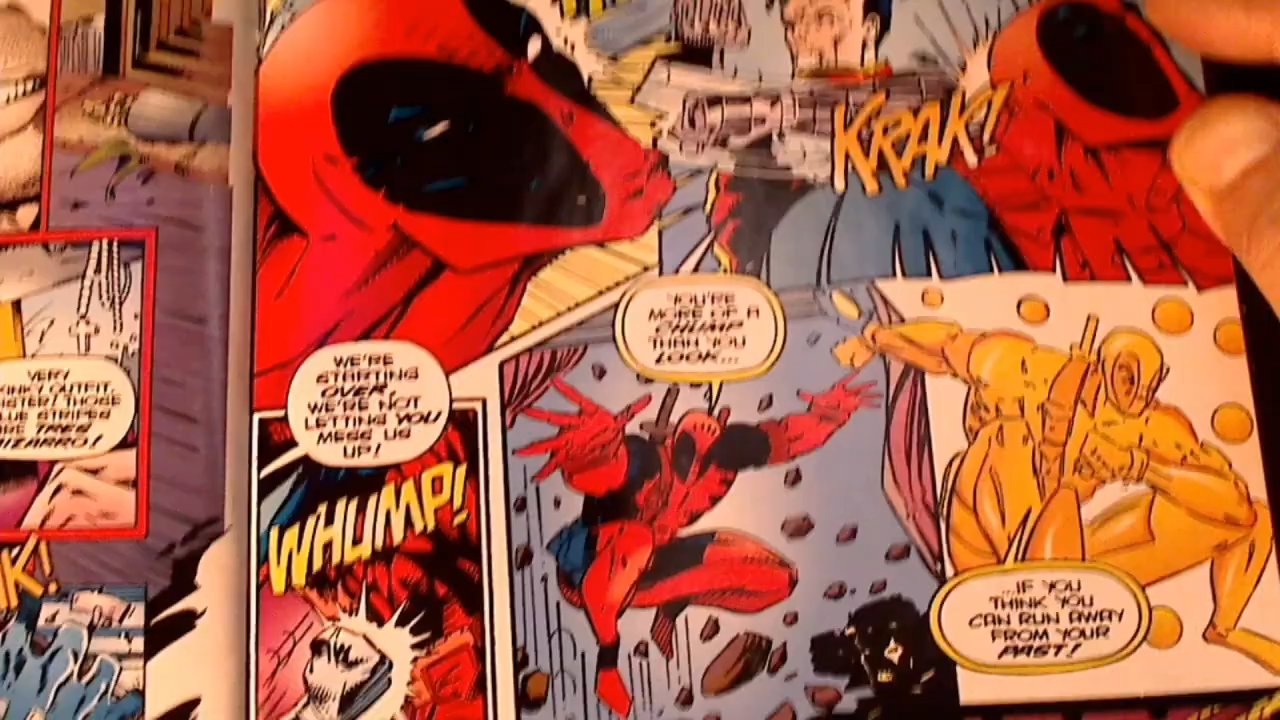 KRAK!
VERY
KINKY OUTFIT,
MISTER! THOSE
BLUE STRIPES
ARE TRES
BIZARRO!
WE'RE
STARTING
OVER,
WE'RE NOT
LETTING YOU
MESS US
UP!
WHUMP!
YOU'RE
MORE OF A
CHUMP
THAN YOU
LOOK...
...IF YOU
THINK YOU
CAN RUN AWAY
FROM YOUR
PAST!